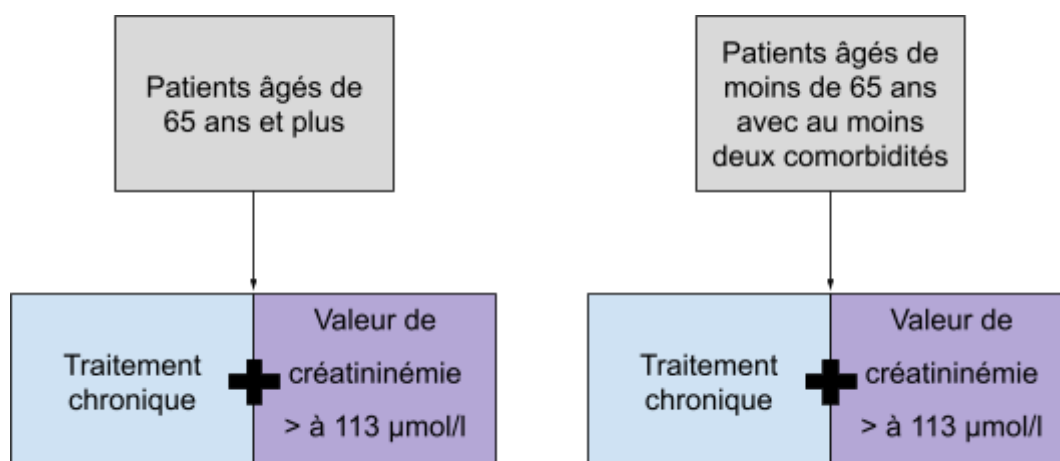 Patients âgés de
65 ans et plus
Patients âgés de
moins de 65 ans
avec au moins
deux comorbidités
Traitement
chronique
Valeur de
créatininémie
> à 113 µmol/l
Traitement
chronique
Valeur de
créatininémie
> à 113 µmol/l